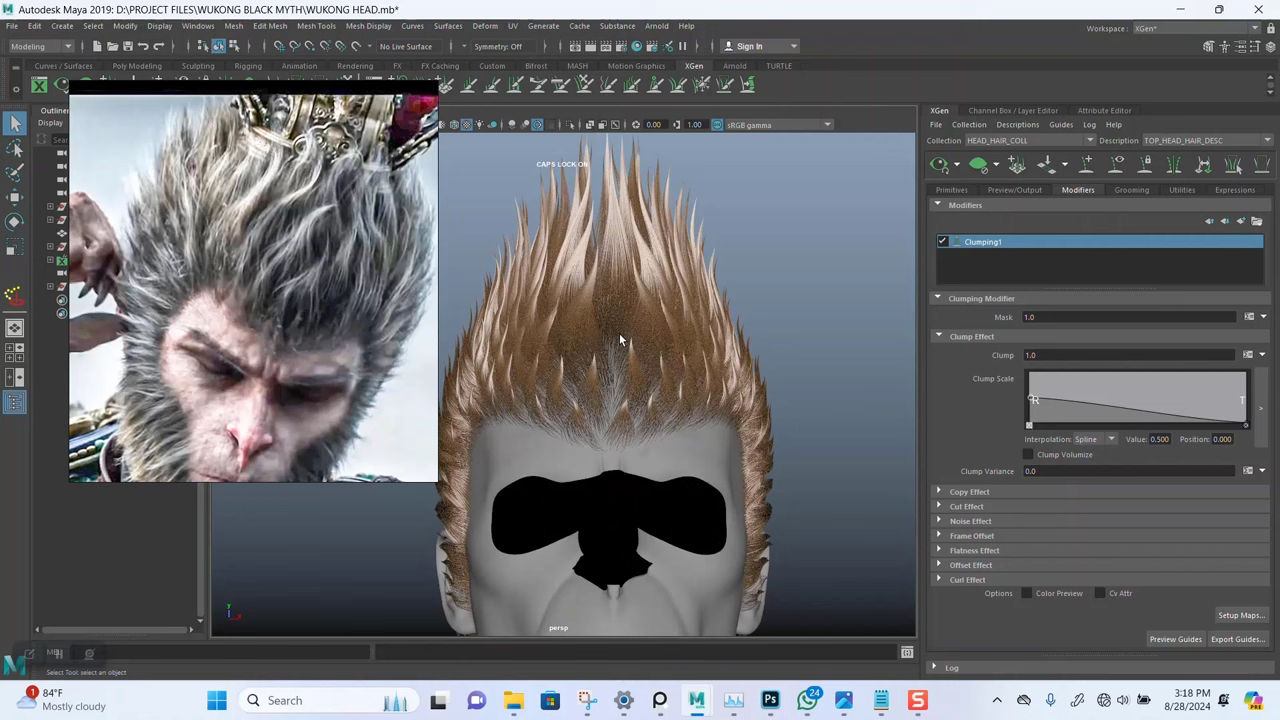 Autodesk Maya 2019: D:\PROJECT FILES\WUKONG BLACK MYTH\WUKONG HEAD.mb*
File Edit Create Select Modify Display Windows Mesh Edit Mesh Mesh Tools Mesh Display Curves Surfaces Deform UV Generate Cache Substance Arnold Help
Workspace : XGen*
Modeling
No Live Surface
Symmetry: Off
Sign In
Curves / Surfaces Poly Modeling Sculpting Rigging Animation Rendering FX FX Caching Custom Bifrost MASH Motion Graphics XGen Arnold TURTLE
Outliner
Display
0.00 1.00 sRGB gamma
XGen Channel Box / Layer Editor Attribute Editor
File Collection Descriptions Guides Log Help
Collection HEAD_HAIR_COLL Description TOP_HEAD_HAIR_DESC
CAPS LOCK ON
Primitives Preview/Output Modifiers Grooming Utilities Expressions
Modifiers
Clumping1
Clumping Modifier
Mask 1.0
Clump Effect
Clump 1.0
Clump Scale
R T
Interpolation: Spline Value: 0.500 Position: 0.000
Clump Volumize
Clump Variance 0.0
Copy Effect
Cut Effect
Noise Effect
Frame Offset
Flatness Effect
Offset Effect
Curl Effect
Options Color Preview Cv Attr
Setup Maps...
Preview Guides Export Guides...
persp
Log
Select Tool: select an object
84°F
Mostly cloudy
Search
24
3:18 PM
8/28/2024